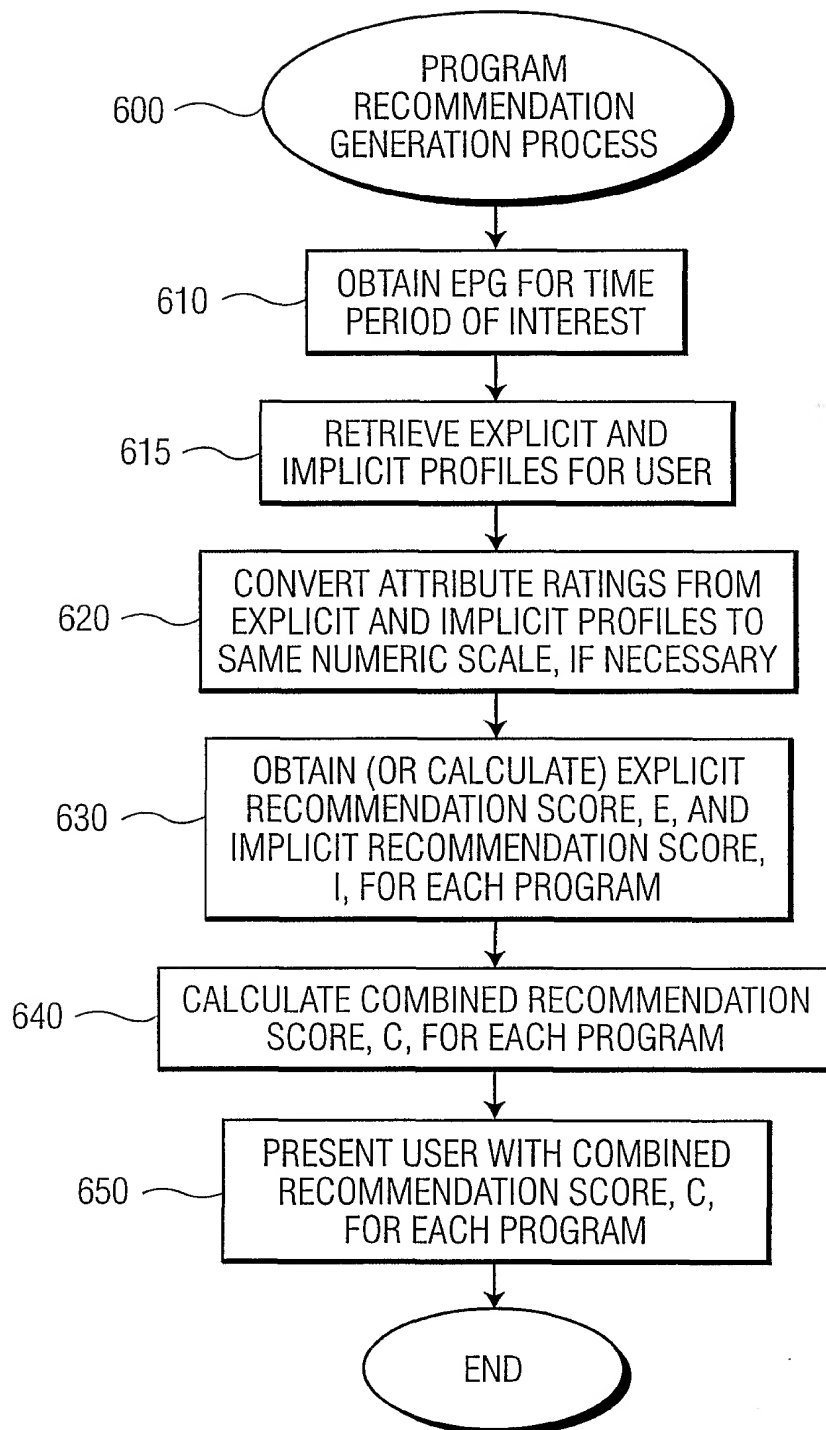 PROGRAM
RECOMMENDATION
GENERATION PROCESS
600
OBTAIN EPG FOR TIME
PERIOD OF INTEREST
610
RETRIEVE EXPLICIT AND
IMPLICIT PROFILES FOR USER
615
CONVERT ATTRIBUTE RATINGS FROM
EXPLICIT AND IMPLICIT PROFILES TO
SAME NUMERIC SCALE, IF NECESSARY
620
OBTAIN (OR CALCULATE) EXPLICIT
RECOMMENDATION SCORE, E, AND
IMPLICIT RECOMMENDATION SCORE,
I, FOR EACH PROGRAM
630
CALCULATE COMBINED RECOMMENDATION
SCORE, C, FOR EACH PROGRAM
640
PRESENT USER WITH COMBINED
RECOMMENDATION SCORE, C,
FOR EACH PROGRAM
650
END